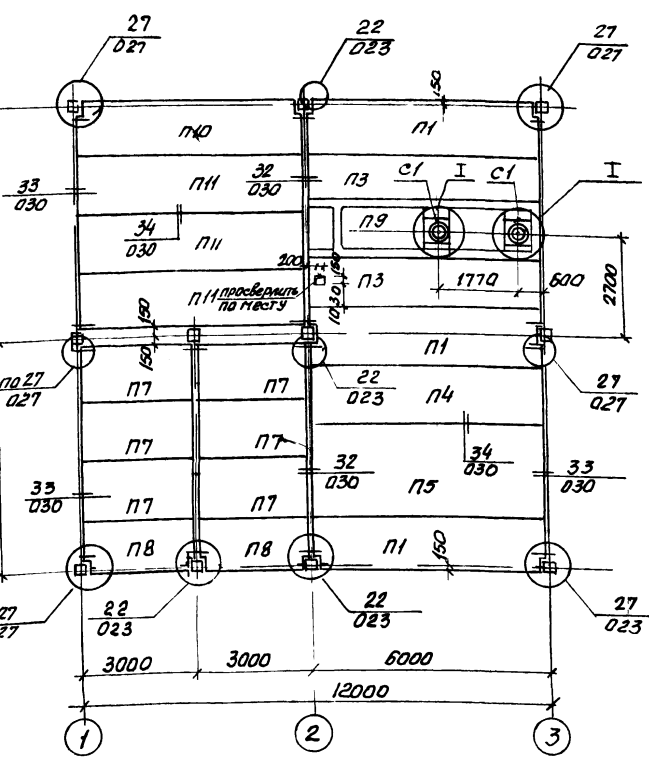 27
027
22
023
27
027
150
П10
П1
33
030
П11
32
030
П3
С1
I
С1
I
34
030
П11
П9
200
150
П3
1770
600
2700
П11
просверлить
по месту
1030
150
150
П1
по 27
027
П7
П7
22
023
П4
27
027
П7
П7
32
030
34
030
33
030
33
030
П7
П7
П5
П8
П8
П1
150
27
27
22
023
22
023
27
023
3000
3000
6000
12000
1
2
3